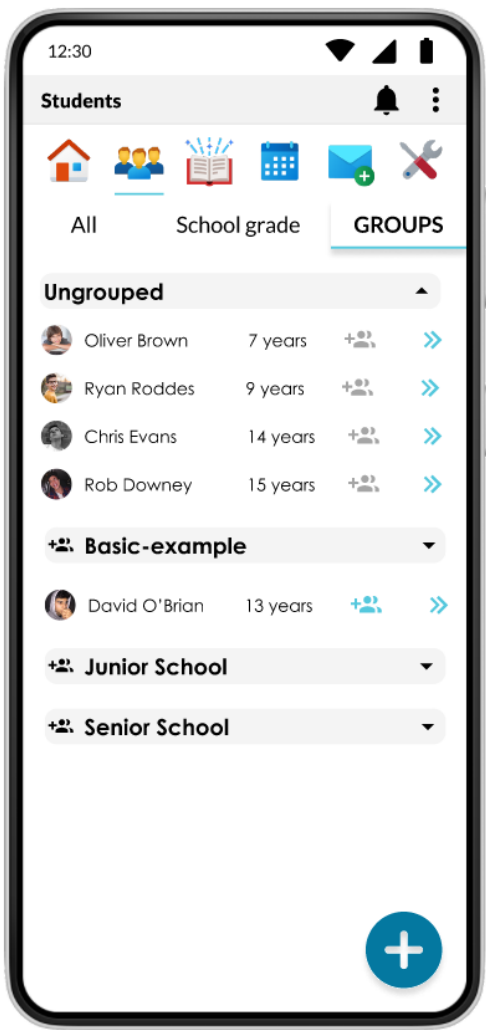 12:30
Students
All School grade GROUPS
Ungrouped
Oliver Brown 7 years
Ryan Roddes 9 years
Chris Evans 14 years
Rob Downey 15 years
Basic-example
David O’Brian 13 years
Junior School
Senior School